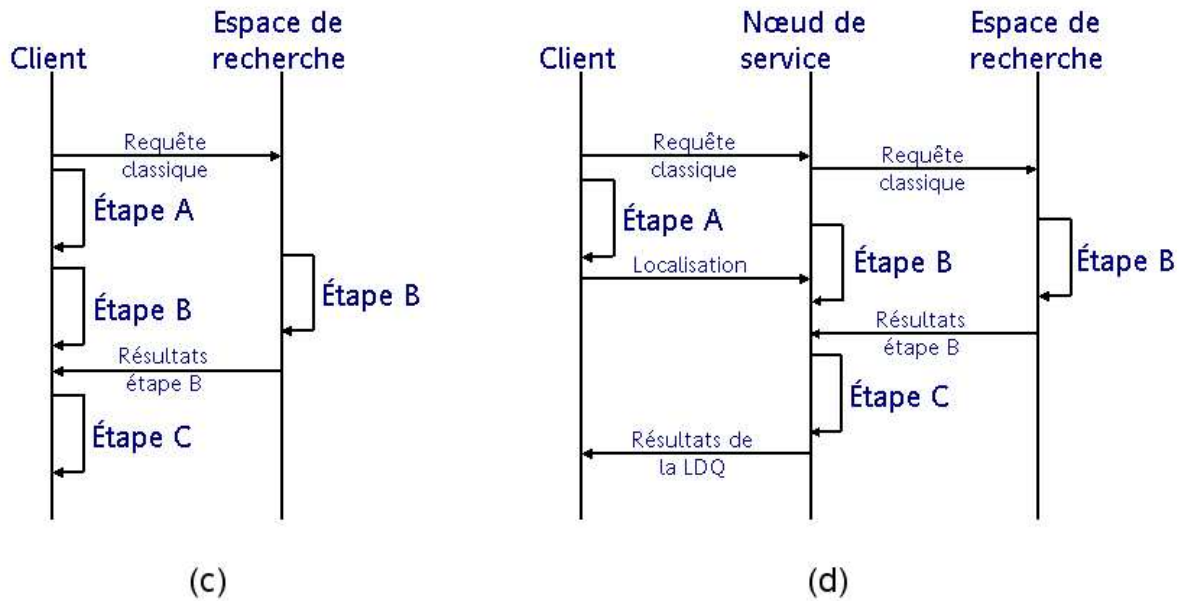 Espace de
recherche
Client
Requête
classique
Étape A
Étape B
Étape B
Résultats
étape B
Étape C
(c)
Client
Nœud de
service
Espace de
recherche
Requête
classique
Requête
classique
Étape A
Localisation
Étape B
Étape B
Résultats
étape B
Étape C
Résultats de
la LDQ
(d)